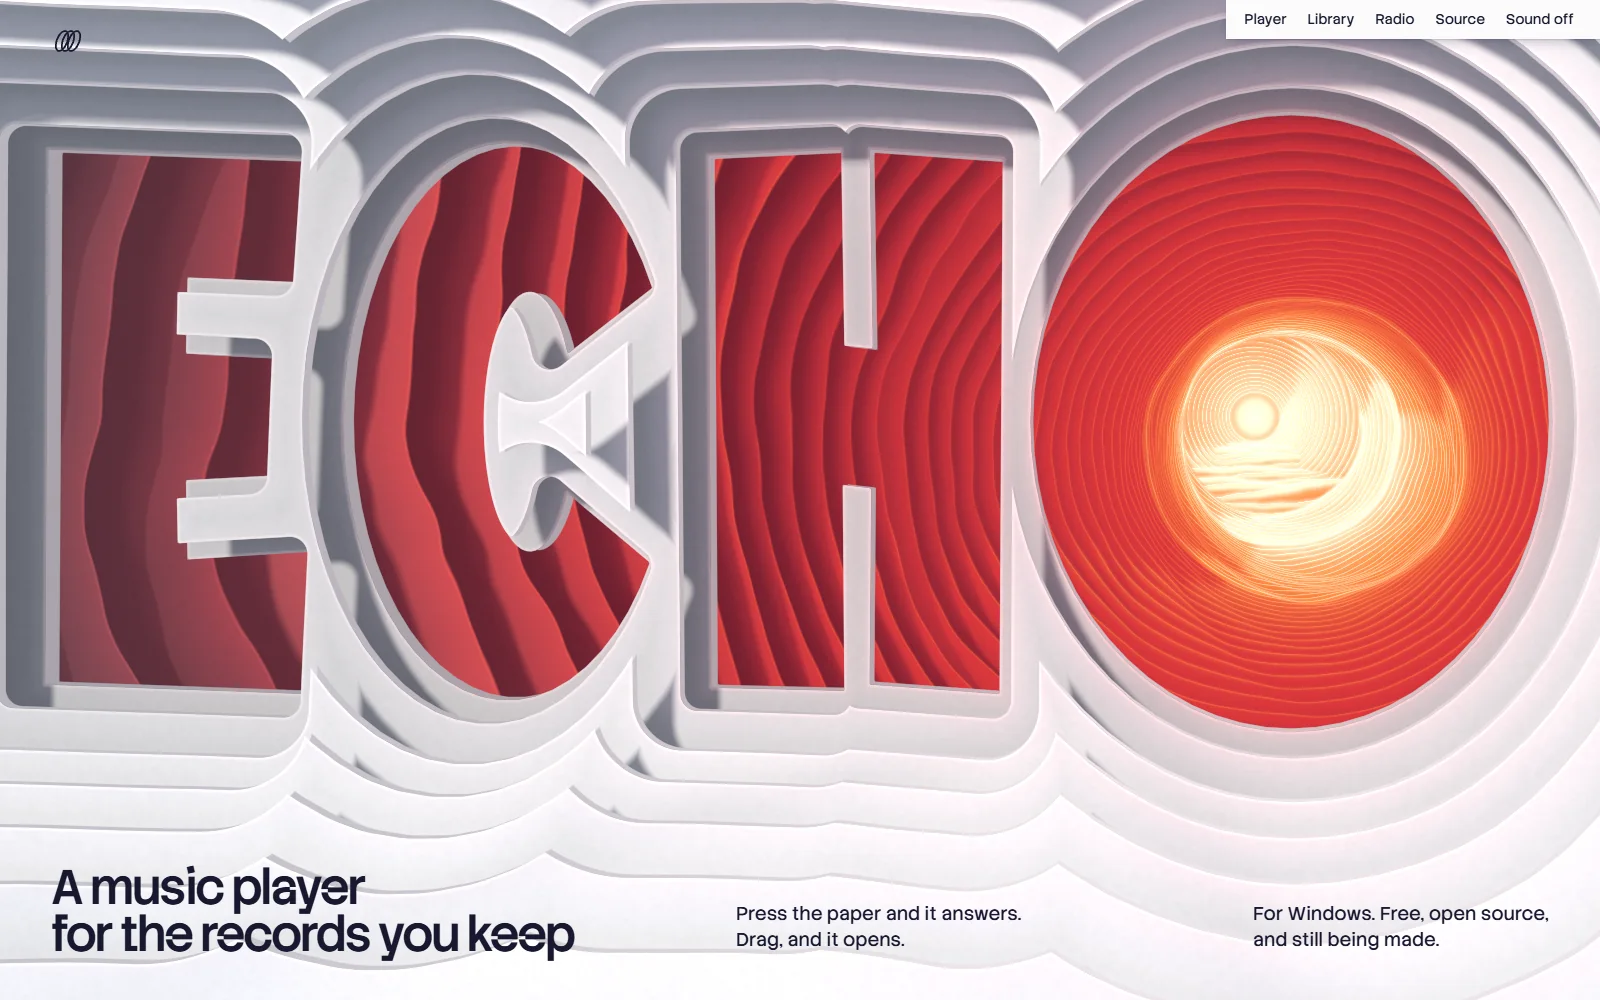 Player Library Radio Source Sound off
ECHO
A music player
for the records you keep
Press the paper and it answers.
Drag, and it opens.
For Windows. Free, open source,
and still being made.